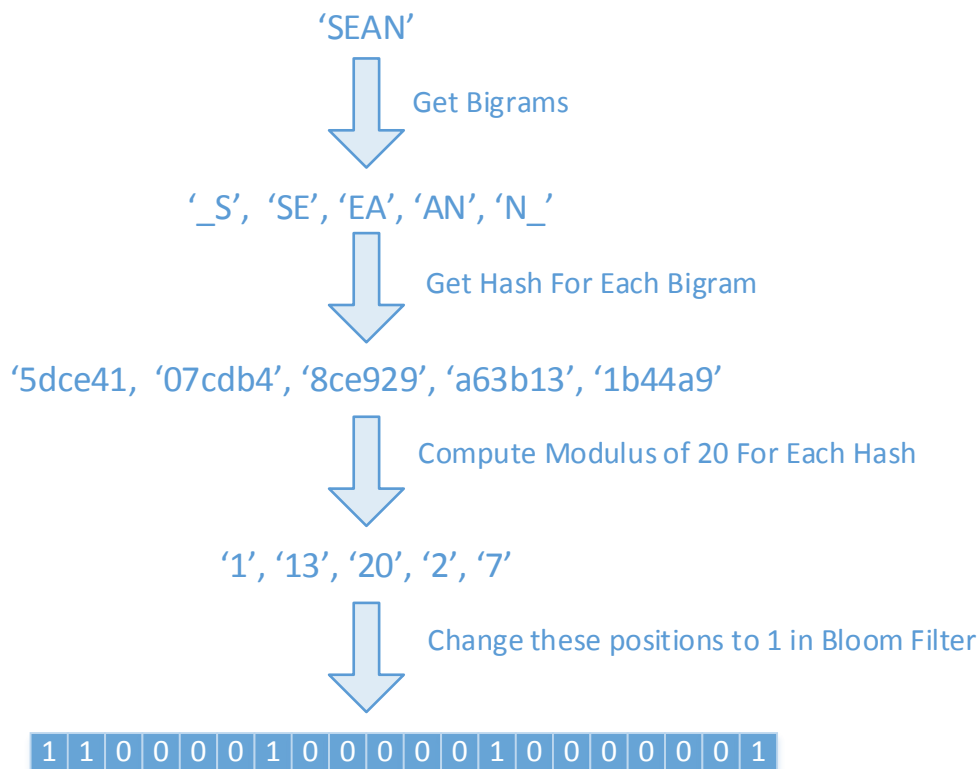 ‘SEAN’
Get Bigrams
‘_S’, ‘SE’, ‘EA’, ‘AN’, ‘N_’
Get Hash For Each Bigram
‘5dce41, ‘07cdb4’, ‘8ce929’, ‘a63b13’, ‘1b44a9’
Compute Modulus of 20 For Each Hash
‘1’, ‘13’, ‘20’, ‘2’, ‘7’
Change these positions to 1 in Bloom Filter
1 1 0 0 0 0 1 0 0 0 0 0 1 0 0 0 0 0 0 1